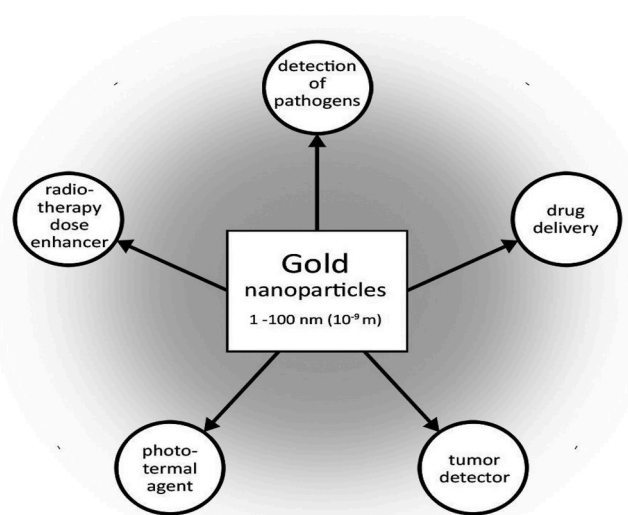 detection
of
pathogens
radio-
therapy
dose
enhancer
drug
delivery
Gold
nanoparticles
1 -100 nm (10⁻⁹ m)
photo-
termal
agent
tumor
detector